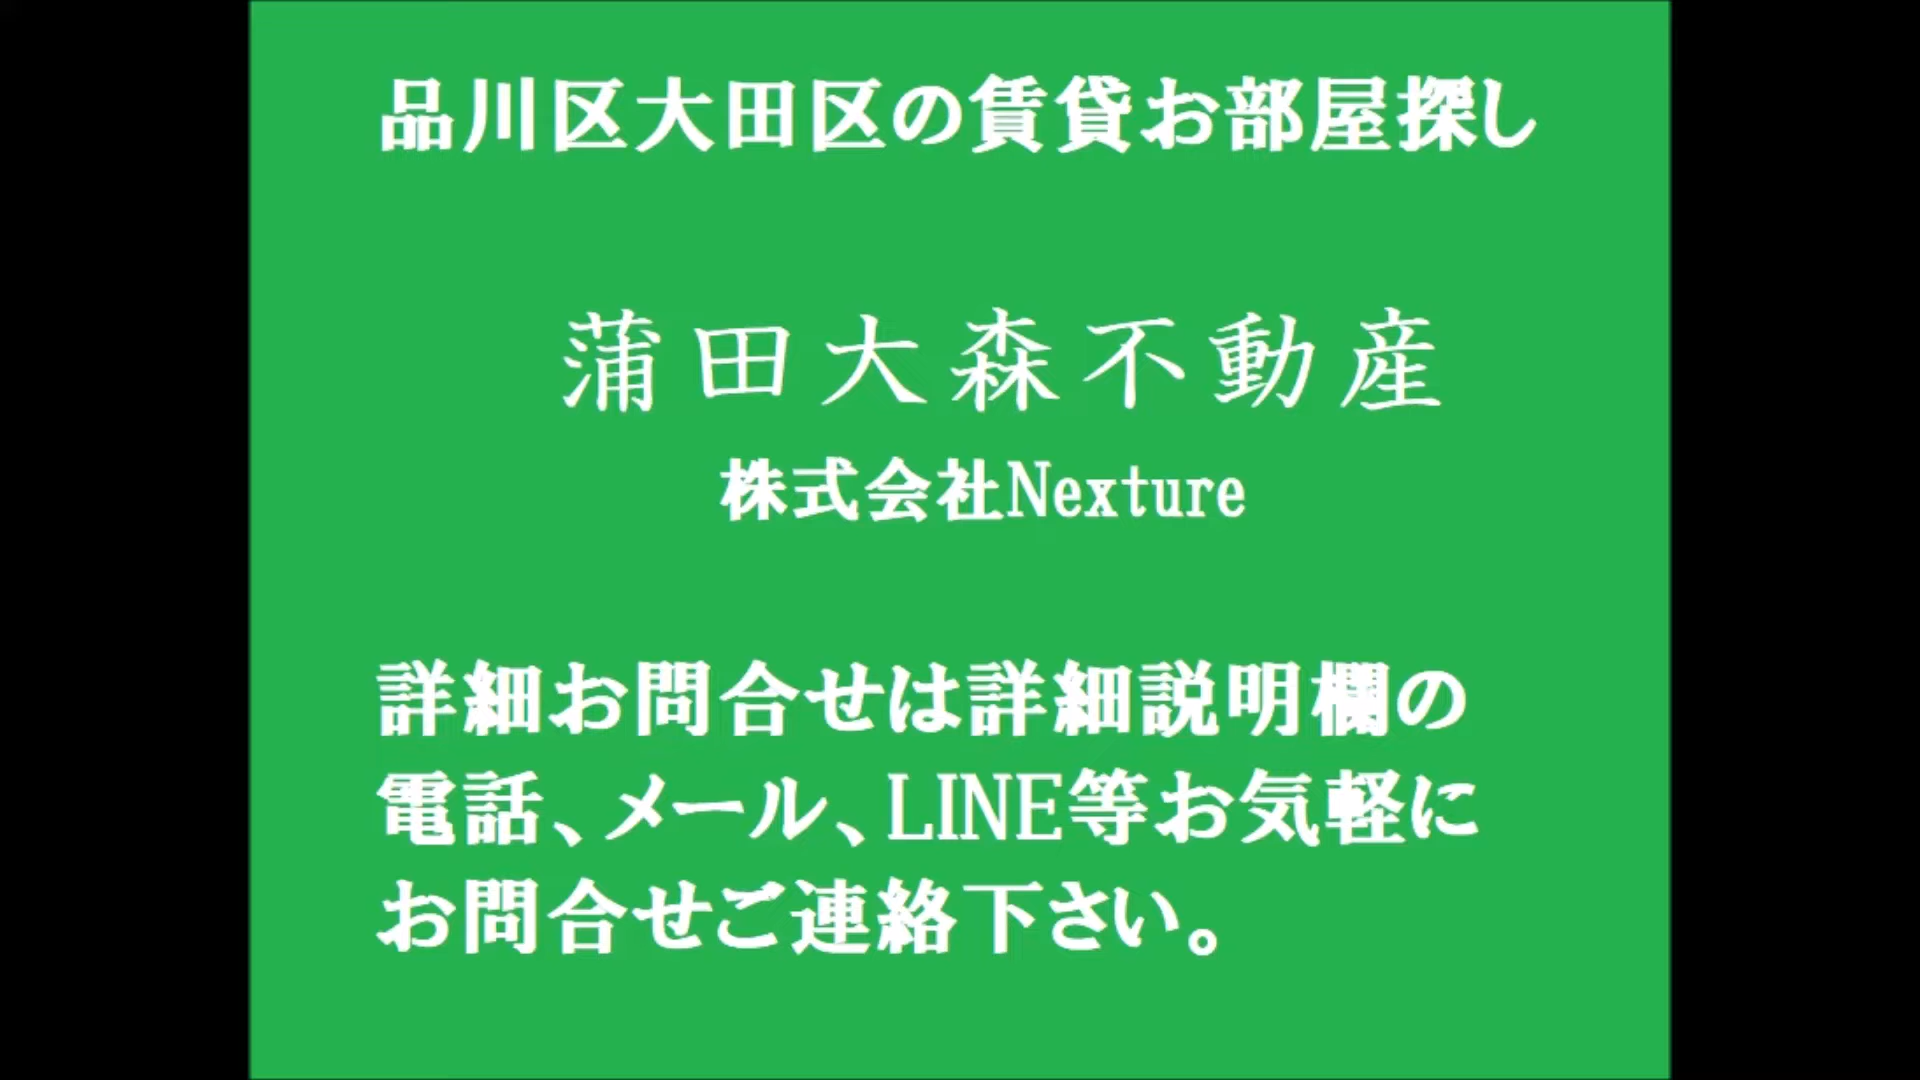 品川区大田区の賃貸お部屋探し
蒲田大森不動産
株式会社Nexture
詳細お問合せは詳細説明欄の
電話、メール、LINE等お気軽に
お問合せご連絡下さい。